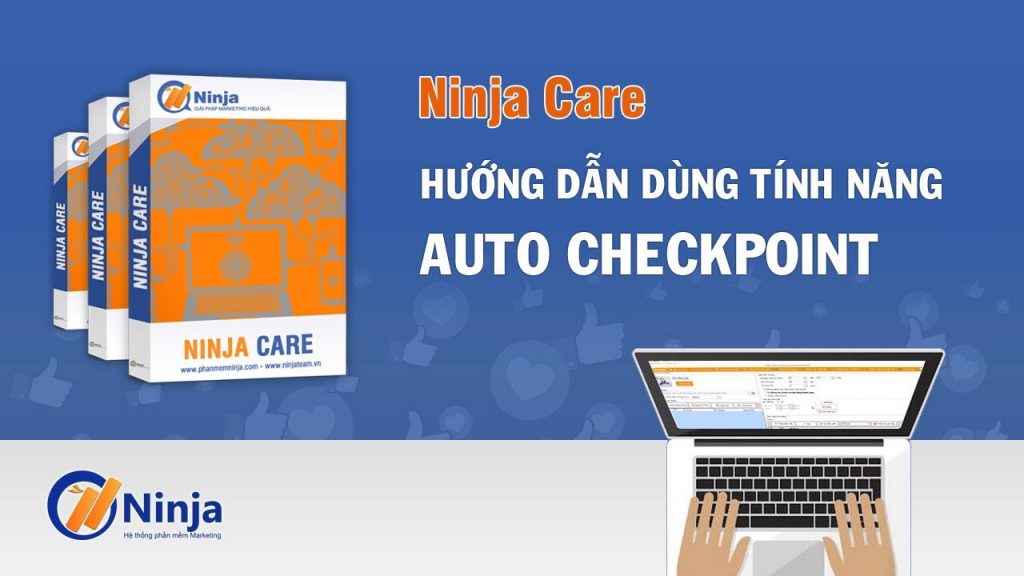 Ninja
GIẢI PHÁP MARKETING HIỆU QUẢ
NINJA CARE
NINJA CARE
NINJA CARE
NINJA CARE
www.phanmemninja.com - www.ninjateam.vn
Ninja Care
HƯỚNG DẪN DÙNG TÍNH NĂNG
AUTO CHECKPOINT
Ninja
Hệ thống phần mềm Marketing